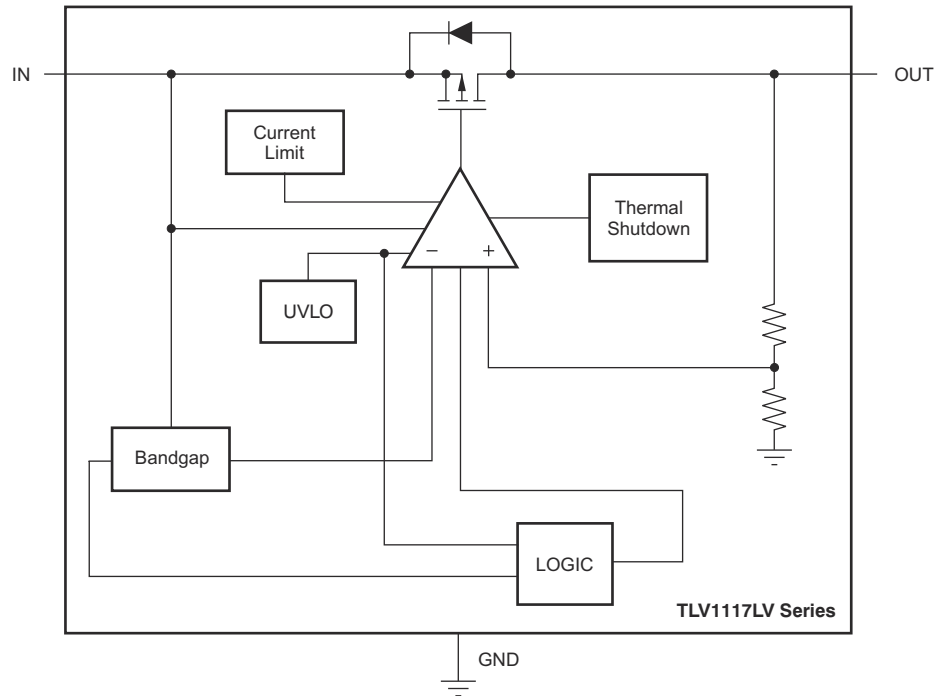 IN
OUT
Current
Limit
Thermal
Shutdown
− +
UVLO
Bandgap
LOGIC
TLV1117LV Series
GND